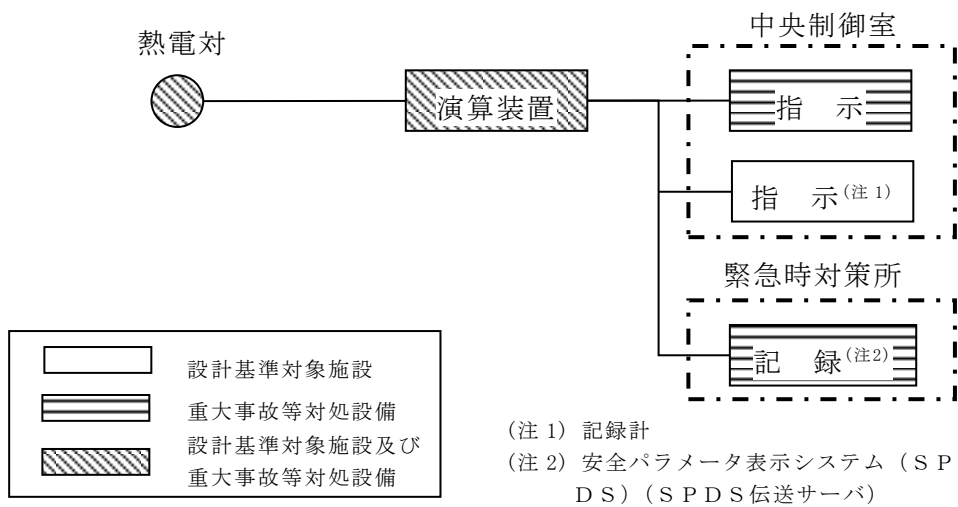 中央制御室
熱電対
演算装置
指 示
指 示(注1)
緊急時対策所
記 録(注2)
設計基準対象施設
重大事故等対処設備
設計基準対象施設及び
重大事故等対処設備
(注1) 記録計
(注2) 安全パラメータ表示システム(ＳＰ
ＤＳ)(ＳＰＤＳ伝送サーバ)